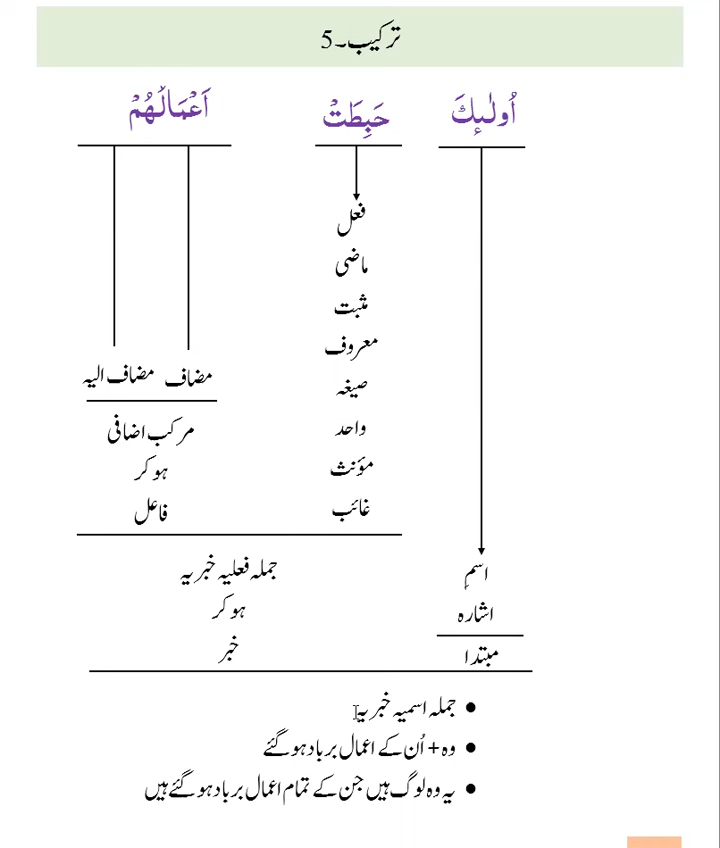 ترکیب۔5
اُولٰٓئِكَ حَبِطَتْ اَعْمَالُهُمْ
فعل
ماضی
مثبت
معروف
صیغہ
واحد
مؤنث
غائب
مضاف مضاف الیہ
مرکب اضافی
ہو کر
فاعل
اسمِ
اشارہ
مبتدا
جملہ فعلیہ خبریہ
ہو کر
خبر
جملہ اسمیہ خبریہ
وہ + اُن کے اعمال برباد ہو گئے
یہ وہ لوگ ہیں جن کے تمام اعمال برباد ہو گئے ہیں